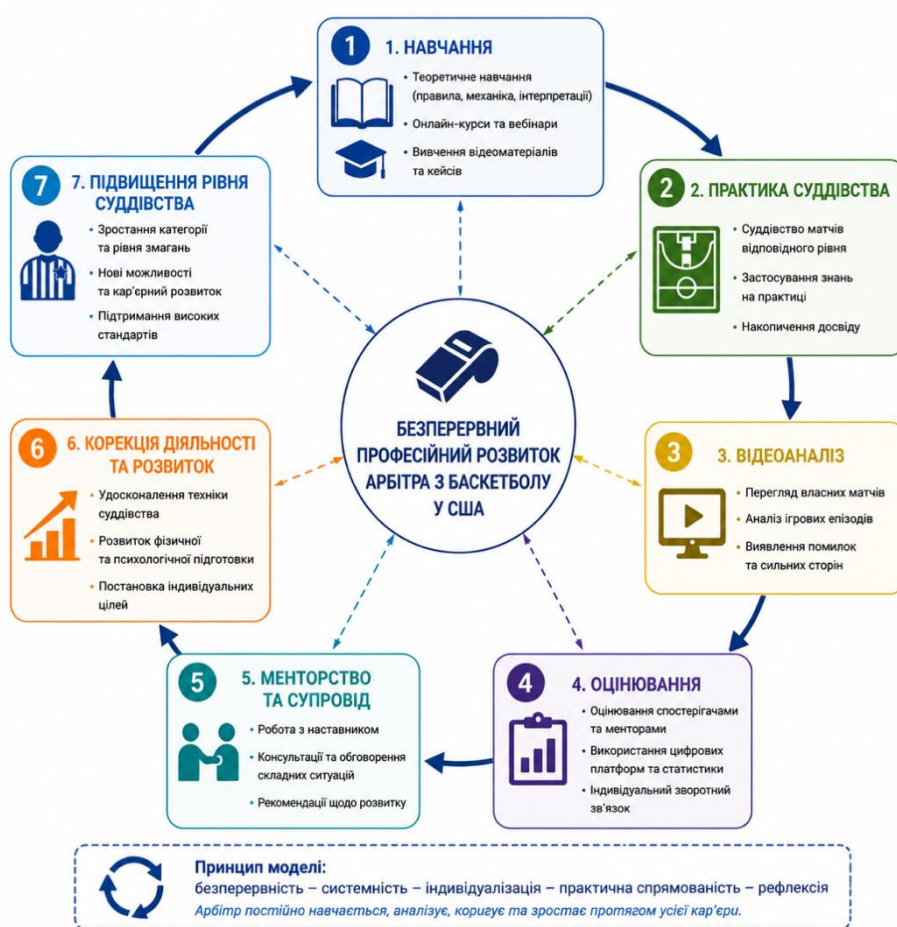 1
1. НАВЧАННЯ
• Теоретичне навчання
(правила, механіка, інтерпретації)
• Онлайн-курси та вебінари
• Вивчення відеоматеріалів
та кейсів
2
2. ПРАКТИКА СУДДІВСТВА
• Суддівство матчів
відповідного рівня
• Застосування знань
на практиці
• Накопичення досвіду
3
3. ВІДЕОАНАЛІЗ
• Перегляд власних матчів
• Аналіз ігрових епізодів
• Виявлення помилок
та сильних сторін
4
4. ОЦІНЮВАННЯ
• Оцінювання спостерігачами
та менторами
• Використання цифрових
платформ та статистики
• Індивідуальний зворотний
зв'язок
5
5. МЕНТОРСТВО
ТА СУПРОВІД
• Робота з наставником
• Консультації та обговорення
складних ситуацій
• Рекомендації щодо розвитку
6
6. КОРЕКЦІЯ ДІЯЛЬНОСТІ
ТА РОЗВИТОК
• Удосконалення техніки
суддівства
• Розвиток фізичної
та психологічної підготовки
• Постановка індивідуальних
цілей
7
7. ПІДВИЩЕННЯ РІВНЯ
СУДДІВСТВА
• Зростання категорії
та рівня змагань
• Нові можливості
та кар'єрний розвиток
• Підтримання високих
стандартів
БЕЗПЕРЕРВНИЙ
ПРОФЕСІЙНИЙ РОЗВИТОК
АРБІТРА З БАСКЕТБОЛУ
У США
Принцип моделі:
безперервність – системність – індивідуалізація – практична спрямованість – рефлексія
Арбітр постійно навчається, аналізує, коригує та зростає протягом усієї кар'єри.